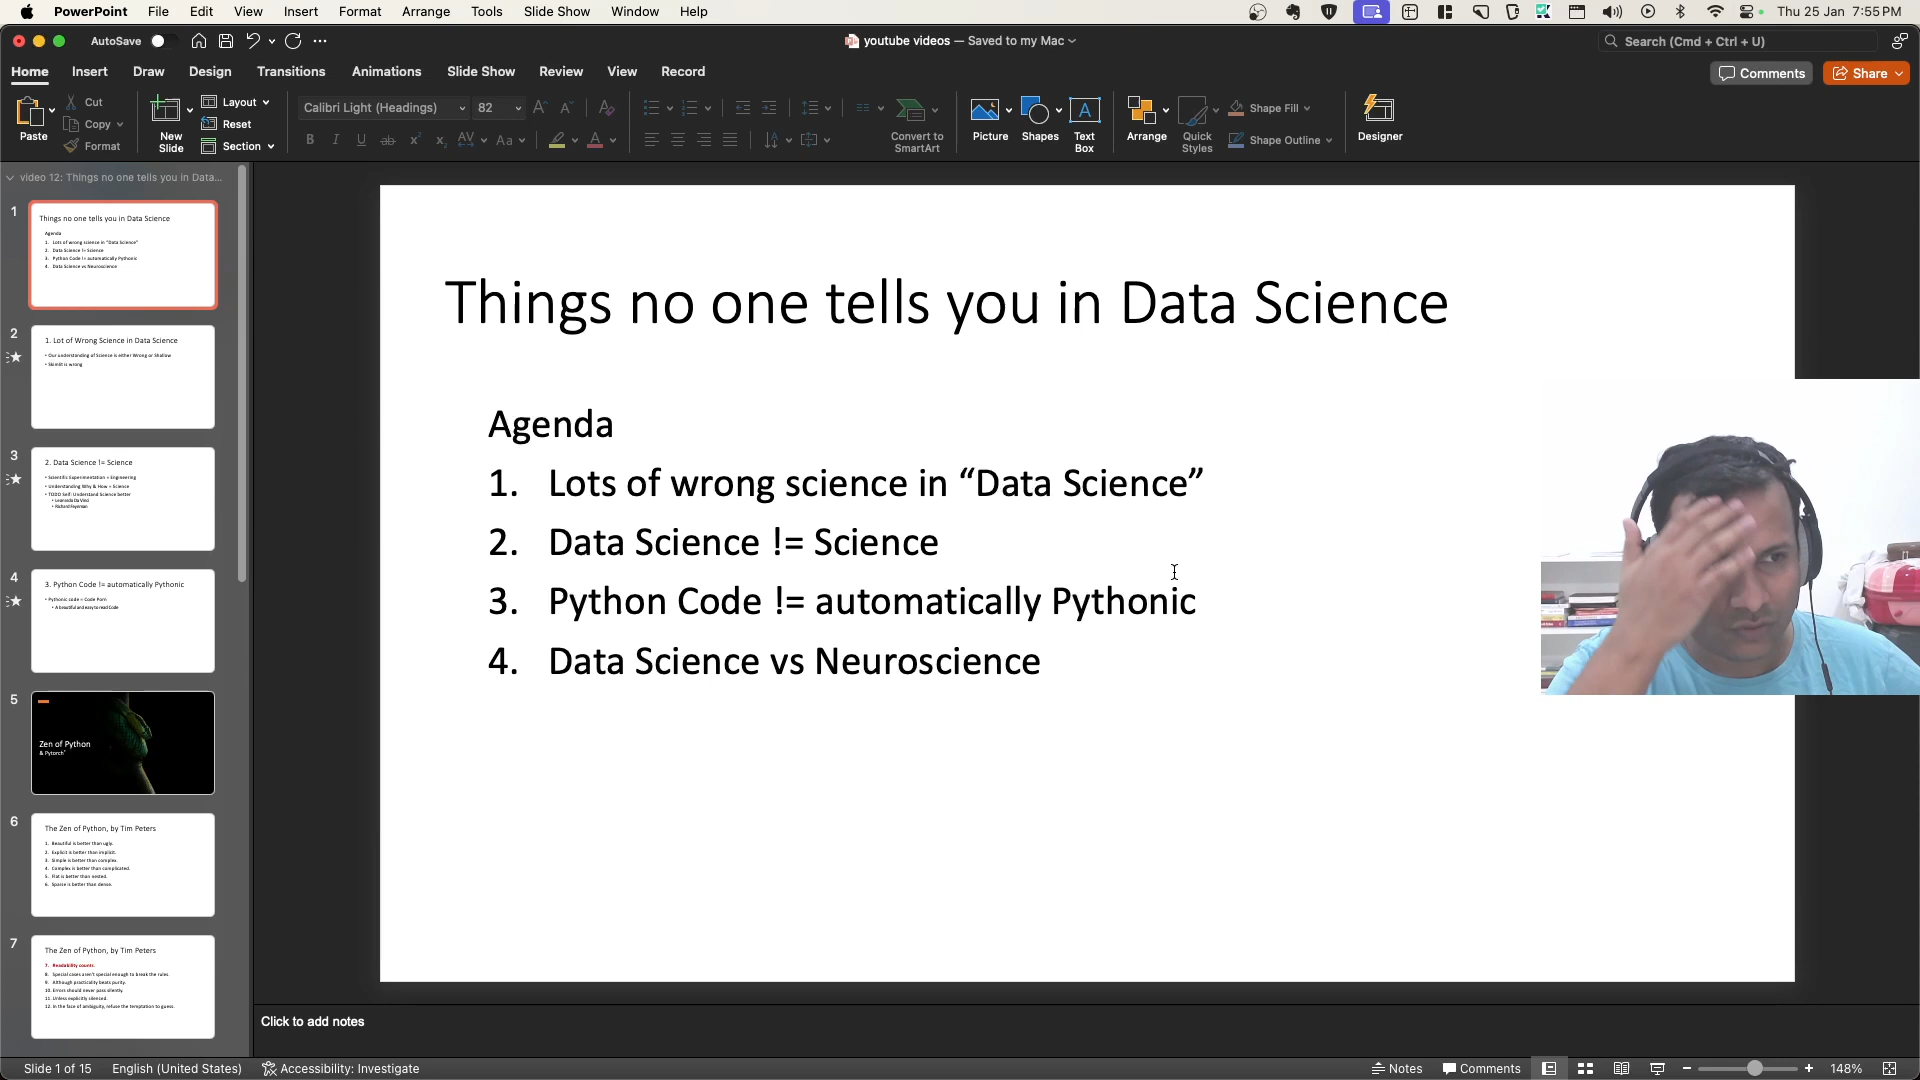 PowerPoint File Edit View Insert Format Arrange Tools Slide Show Window Help Thu 25 Jan 7:55 PM
AutoSave youtube videos — Saved to my Mac Search (Cmd + Ctrl + U)
Home Insert Draw Design Transitions Animations Slide Show Review View Record Comments Share
Paste Cut Copy Format
New Slide Layout Reset Section
Calibri Light (Headings) 82
Convert to SmartArt
Picture Shapes Text Box Arrange Quick Styles Shape Fill Shape Outline Designer
video 12: Things no one tells you in Data...
1
Things no one tells you in Data Science
Agenda
1. Lots of wrong science in "Data Science"
2. Data Science != Science
3. Python Code != automatically Pythonic
4. Data Science vs Neuroscience
2
1. Lot of Wrong Science in Data Science
• Our understanding of Science is either Wrong or Shallow
• Skimlit is wrong
3
2. Data Science != Science
• Scientific Experimentation = Engineering
• Understanding Why & How = Science
• TODO Self: Understand Science better
• Leonardo Da Vinci
• Richard Feynman
4
3. Python Code != automatically Pythonic
• Pythonic code = Code Porn
• A beautiful and easy to read Code
5
Zen of Python
& Pytorch*
6
The Zen of Python, by Tim Peters
1. Beautiful is better than ugly.
2. Explicit is better than implicit.
3. Simple is better than complex.
4. Complex is better than complicated.
5. Flat is better than nested.
6. Sparse is better than dense.
7
The Zen of Python, by Tim Peters
7. Readability counts.
8. Special cases aren't special enough to break the rules.
9. Although practicality beats purity.
10. Errors should never pass silently.
11. Unless explicitly silenced.
12. In the face of ambiguity, refuse the temptation to guess.
Things no one tells you in Data Science
Agenda
1. Lots of wrong science in “Data Science”
2. Data Science != Science
3. Python Code != automatically Pythonic
4. Data Science vs Neuroscience
Click to add notes
Slide 1 of 15 English (United States) Accessibility: Investigate Notes Comments 148%